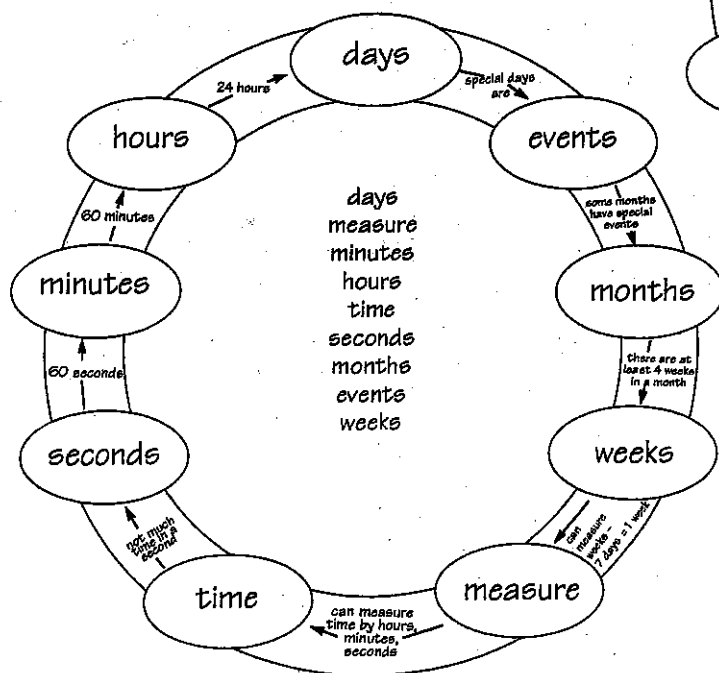 days
special days
are
events
some months
have special
events
months
there are at
least 4 weeks
in a month
weeks
can
measure
weeks -
7 days = 1 week
measure
can measure
time by hours,
minutes,
seconds
time
not much
time in a
second
seconds
60 seconds
minutes
60 minutes
hours
24 hours
days
measure
minutes
hours
time
seconds
months
events
weeks